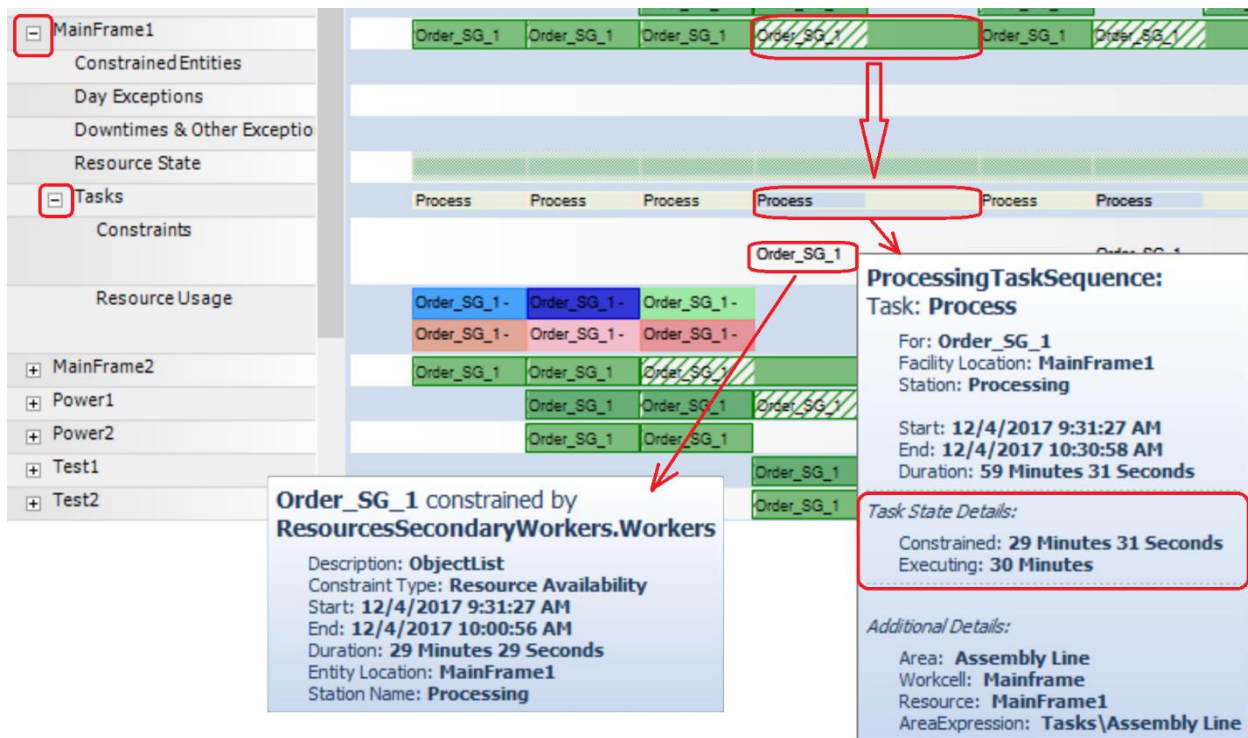 MainFrame1
Order_SG_1 Order_SG_1 Order_SG_1 Order_SG_1 Order_SG_1 Order_SG_1
Constrained Entities
Day Exceptions
Downtimes & Other Exceptio
Resource State
Tasks
Process Process Process Process Process Process
Constraints
Order_SG_1 Order_SG_1
Resource Usage
Order_SG_1 - Order_SG_1 - Order_SG_1 -
Order_SG_1 - Order_SG_1 - Order_SG_1 -
MainFrame2
Order_SG_1 Order_SG_1 Order_SG_1
Power1
Order_SG_1 Order_SG_1 Order_SG_1
Power2
Order_SG_1 Order_SG_1
Test1
Order_SG_1
Test2
Order_SG_1
Order_SG_1 constrained by
ResourcesSecondaryWorkers.Workers
Description: ObjectList
Constraint Type: Resource Availability
Start: 12/4/2017 9:31:27 AM
End: 12/4/2017 10:00:56 AM
Duration: 29 Minutes 29 Seconds
Entity Location: MainFrame1
Station Name: Processing
ProcessingTaskSequence:
Task: Process
For: Order_SG_1
Facility Location: MainFrame1
Station: Processing
Start: 12/4/2017 9:31:27 AM
End: 12/4/2017 10:30:58 AM
Duration: 59 Minutes 31 Seconds
Task State Details:
Constrained: 29 Minutes 31 Seconds
Executing: 30 Minutes
Additional Details:
Area: Assembly Line
Workcell: Mainframe
Resource: MainFrame1
AreaExpression: Tasks\Assembly Line